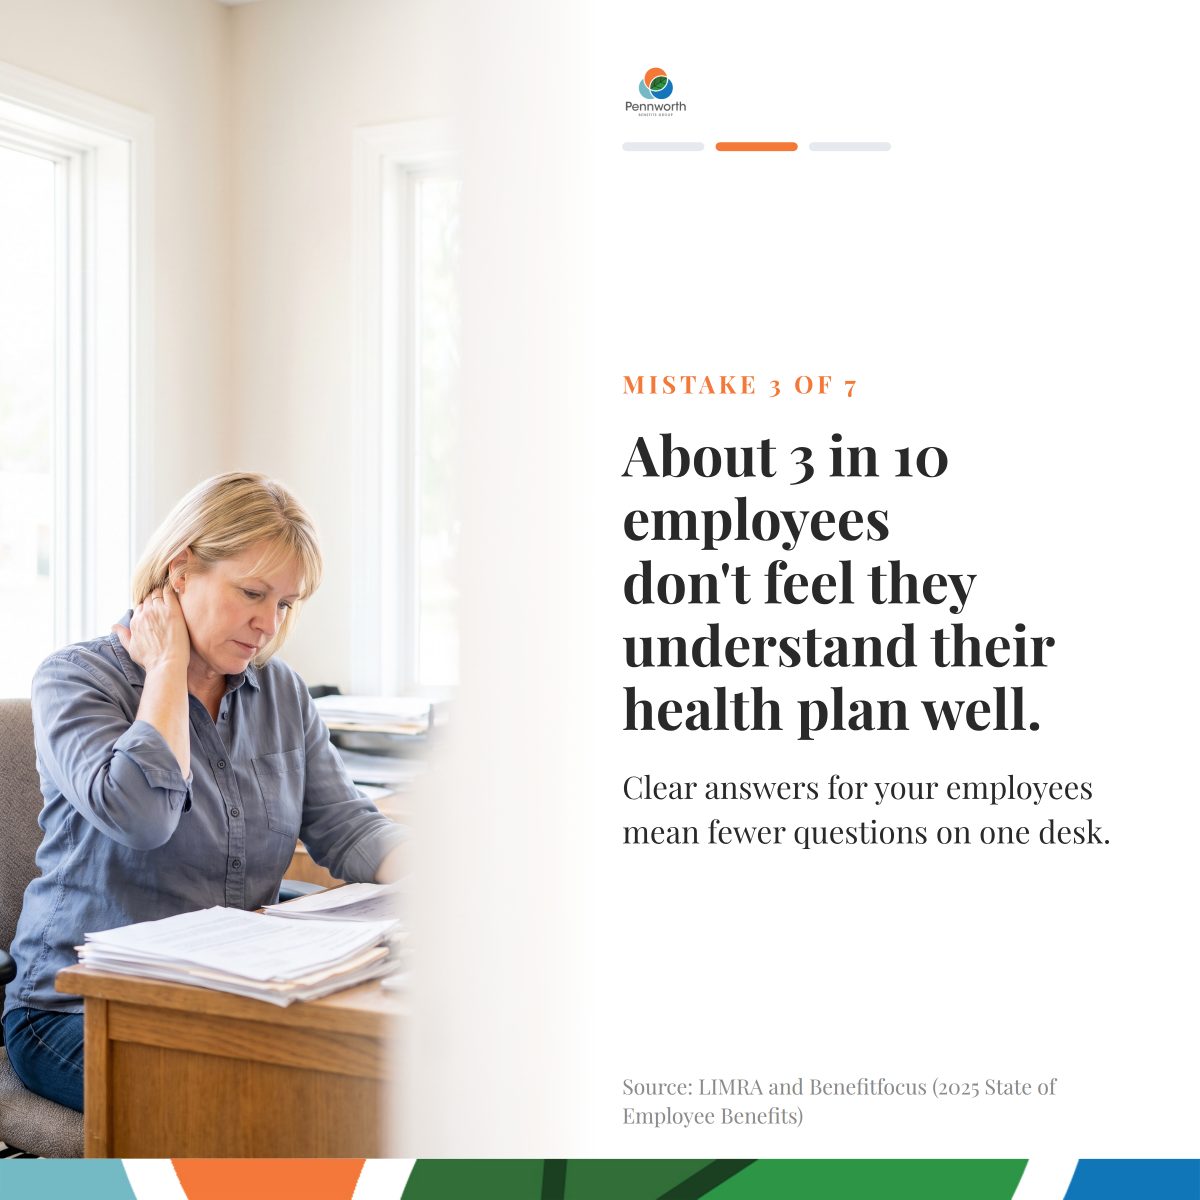 Pennworth
BENEFITS GROUP
MISTAKE 3 OF 7
About 3 in 10
employees
don't feel they
understand their
health plan well.
Clear answers for your employees
mean fewer questions on one desk.
Source: LIMRA and Benefitfocus (2025 State of
Employee Benefits)